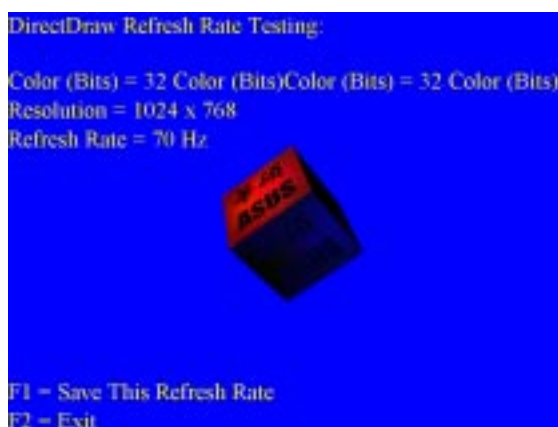 DirectDraw Refresh Rate Testing:
Color (Bits) = 32 Color (Bits)Color (Bits) = 32 Color (Bits)
Resolution = 1024 x 768
Refresh Rate = 70 Hz
ASUS
F1 = Save This Refresh Rate
F2 = Exit